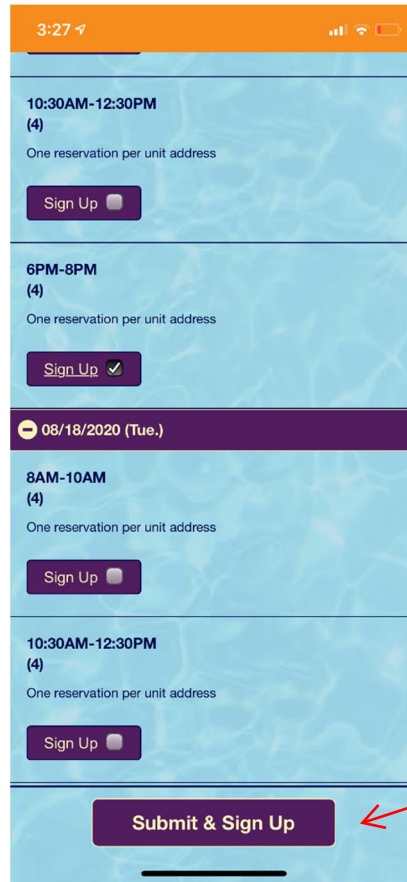 3:27
10:30AM-12:30PM
(4)
One reservation per unit address
Sign Up
6PM-8PM
(4)
One reservation per unit address
Sign Up
08/18/2020 (Tue.)
8AM-10AM
(4)
One reservation per unit address
Sign Up
10:30AM-12:30PM
(4)
One reservation per unit address
Sign Up
Submit & Sign Up